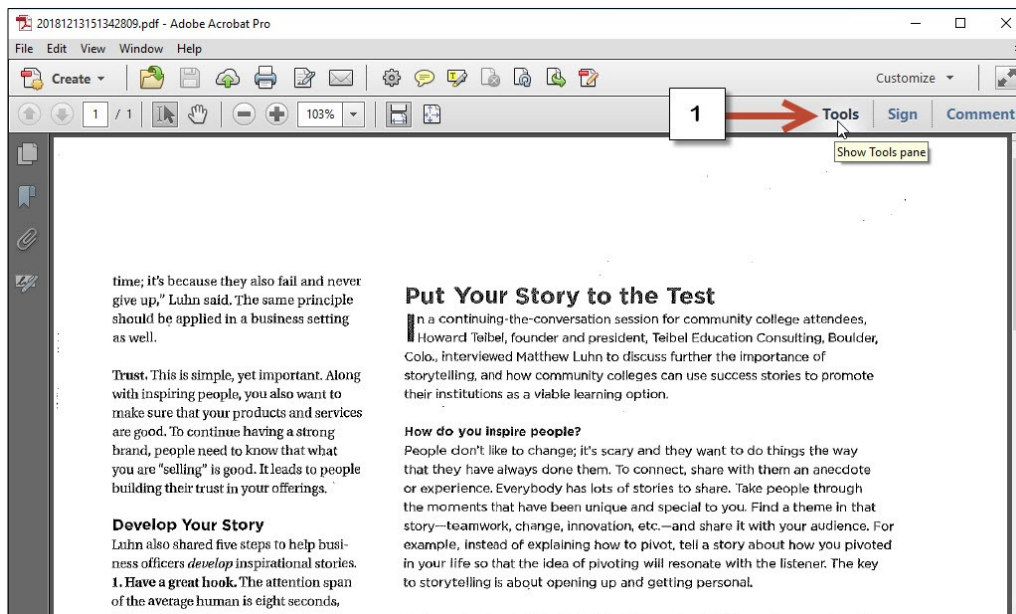 20181213151342809.pdf - Adobe Acrobat Pro
File Edit View Window Help
Create
Customize
1 / 1
103%
1
Tools
Sign
Comment
Show Tools pane
time; it's because they also fail and never
give up," Luhn said. The same principle
should be applied in a business setting
as well.
Trust. This is simple, yet important. Along
with inspiring people, you also want to
make sure that your products and services
are good. To continue having a strong
brand, people need to know that what
you are "selling" is good. It leads to people
building their trust in your offerings.
Develop Your Story
Luhn also shared five steps to help busi-
ness officers develop inspirational stories.
1. Have a great hook. The attention span
of the average human is eight seconds,
Put Your Story to the Test
In a continuing-the-conversation session for community college attendees,
Howard Teibel, founder and president, Teibel Education Consulting, Boulder,
Colo., interviewed Matthew Luhn to discuss further the importance of
storytelling, and how community colleges can use success stories to promote
their institutions as a viable learning option.
How do you inspire people?
People don't like to change; it's scary and they want to do things the way
that they have always done them. To connect, share with them an anecdote
or experience. Everybody has lots of stories to share. Take people through
the moments that have been unique and special to you. Find a theme in that
story—teamwork, change, innovation, etc.—and share it with your audience. For
example, instead of explaining how to pivot, tell a story about how you pivoted
in your life so that the idea of pivoting will resonate with the listener. The key
to storytelling is about opening up and getting personal.